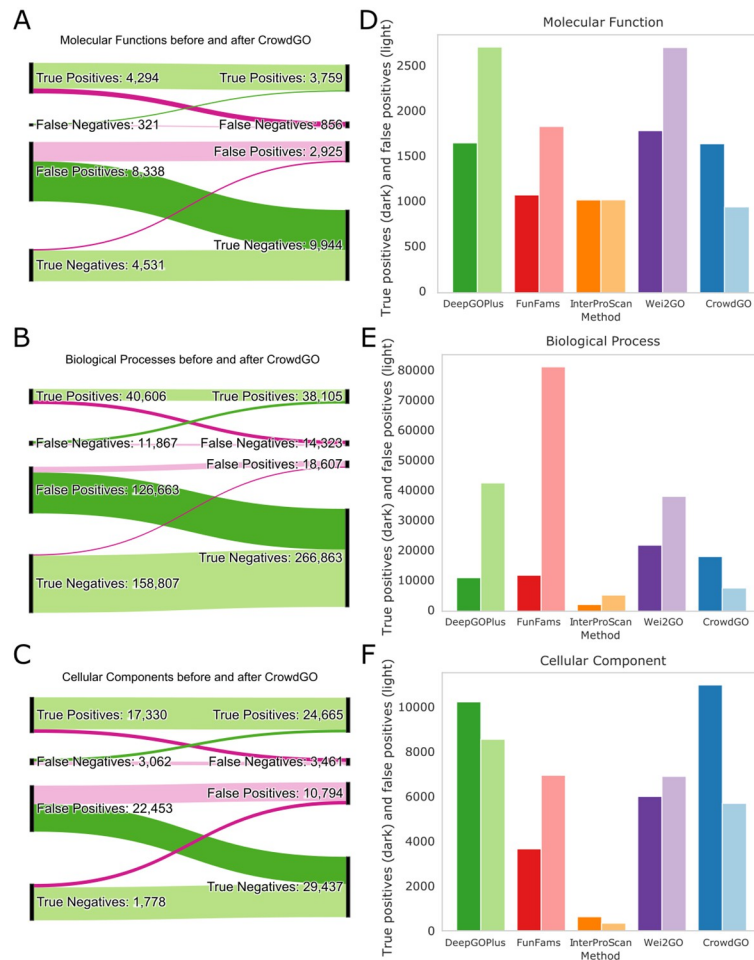 A
Molecular Functions before and after CrowdGO
True Positives: 4,294
True Positives: 3,759
False Negatives: 321
False Negatives: 856
False Positives: 2,925
False Positives: 8,338
True Negatives: 9,944
True Negatives: 4,531
B
Biological Processes before and after CrowdGO
True Positives: 40,606
True Positives: 38,105
False Negatives: 11,867
False Negatives: 14,323
False Positives: 18,607
False Positives: 126,663
True Negatives: 266,863
True Negatives: 158,807
C
Cellular Components before and after CrowdGO
True Positives: 17,330
True Positives: 24,665
False Negatives: 3,062
False Negatives: 3,461
False Positives: 10,794
False Positives: 22,453
True Negatives: 29,437
True Negatives: 1,778
D
Molecular Function
True positives (dark) and false positives (light)
2500
2000
1500
1000
500
0
DeepGOPlus FunFams InterProScan Wei2GO CrowdGO
Method
E
Biological Process
True positives (dark) and false positives (light)
80000
70000
60000
50000
40000
30000
20000
10000
0
DeepGOPlus FunFams InterProScan Wei2GO CrowdGO
Method
F
Cellular Component
True positives (dark) and false positives (light)
10000
8000
6000
4000
2000
0
DeepGOPlus FunFams InterProScan Wei2GO CrowdGO
Method